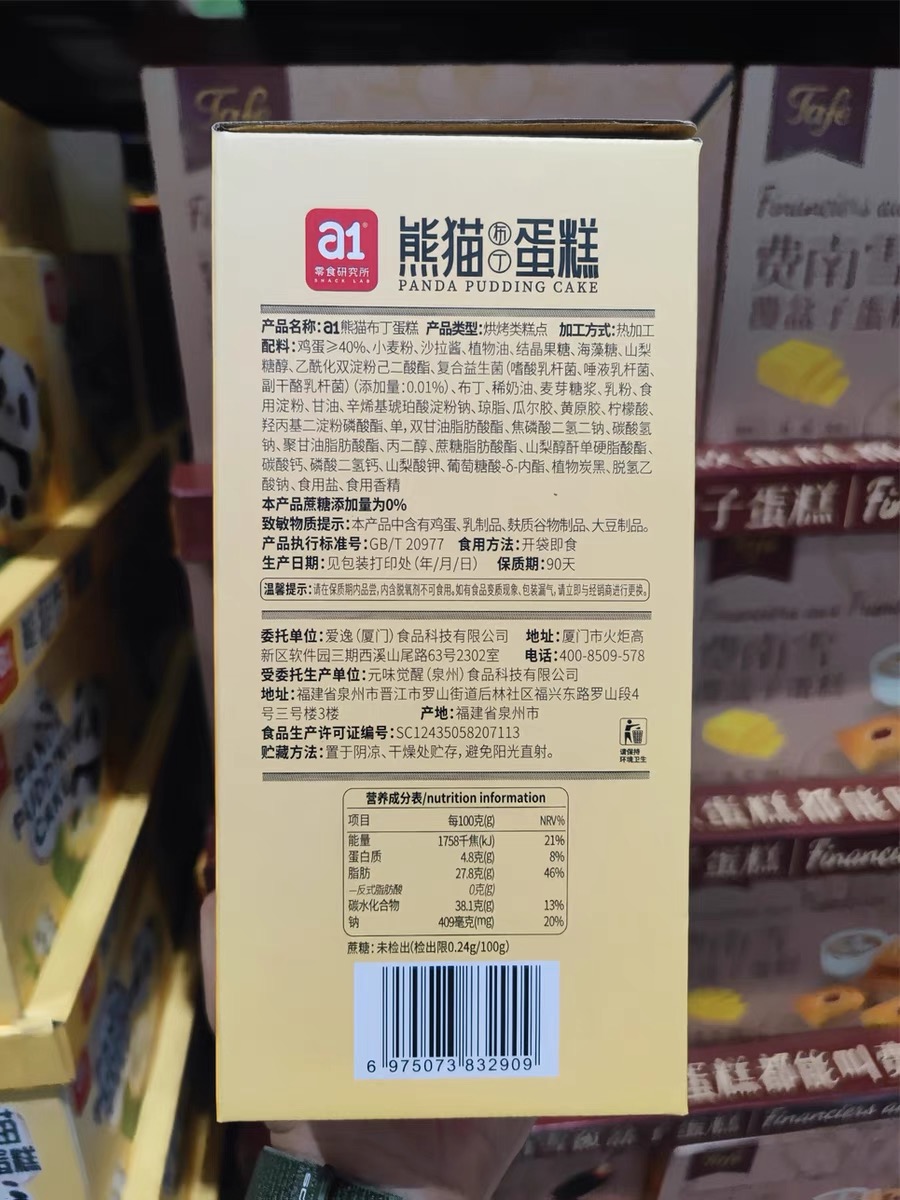 a1
零食研究所
SNACK LAB
熊猫布丁蛋糕
PANDA PUDDING CAKE
产品名称:a1熊猫布丁蛋糕 产品类型:烘烤类糕点 加工方式:热加工
配料:鸡蛋≥40%、小麦粉、沙拉酱、植物油、结晶果糖、海藻糖、山梨
糖醇、乙酰化双淀粉己二酸酯、复合益生菌(嗜酸乳杆菌、唾液乳杆菌、
副干酪乳杆菌)(添加量:0.01%)、布丁、稀奶油、麦芽糖浆、乳粉、食
用淀粉、甘油、辛烯基琥珀酸淀粉钠、琼脂、瓜尔胶、黄原胶、柠檬酸、
羟丙基二淀粉磷酸酯、单,双甘油脂肪酸酯、焦磷酸二氢二钠、碳酸氢
钠、聚甘油脂肪酸酯、丙二醇、蔗糖脂肪酸酯、山梨醇酐单硬脂酸酯、
碳酸钙、磷酸二氢钙、山梨酸钾、葡萄糖酸-δ-内酯、植物炭黑、脱氢乙
酸钠、食用盐、食用香精
本产品蔗糖添加量为0%
致敏物质提示:本产品中含有鸡蛋、乳制品、麸质谷物制品、大豆制品。
产品执行标准号:GB/T 20977 食用方法:开袋即食
生产日期:见包装打印处(年/月/日) 保质期:90天
温馨提示:请在保质期内品尝,内含脱氧剂不可食用。如有食品变质现象、包装漏气,请立即与经销商进行更换。
委托单位:爱逸(厦门)食品科技有限公司 地址:厦门市火炬高
新区软件园三期西溪山尾路63号2302室 电话:400-8509-578
受委托生产单位:元味觉醒(泉州)食品科技有限公司
地址:福建省泉州市晋江市罗山街道后林社区福兴东路罗山段4
号三号楼3楼 产地:福建省泉州市
食品生产许可证编号:SC12435058207113
贮藏方法:置于阴凉、干燥处贮存,避免阳光直射。
请保持
环境卫生
营养成分表/nutrition information
项目 每100克(g) NRV%
能量 1758千焦(kJ) 21%
蛋白质 4.8克(g) 8%
脂肪 27.8克(g) 46%
—反式脂肪酸 0克(g)
碳水化合物 38.1克(g) 13%
钠 409毫克(mg) 20%
蔗糖:未检出(检出限0.24g/100g)
6 975073 832909
Tafé
Tafé
Financiers au
费南雪
薄盒子蛋糕
子蛋糕 Fi
蛋糕都能
蛋糕 Financi
Financiers a
PANDA
PUDDING
CAKE